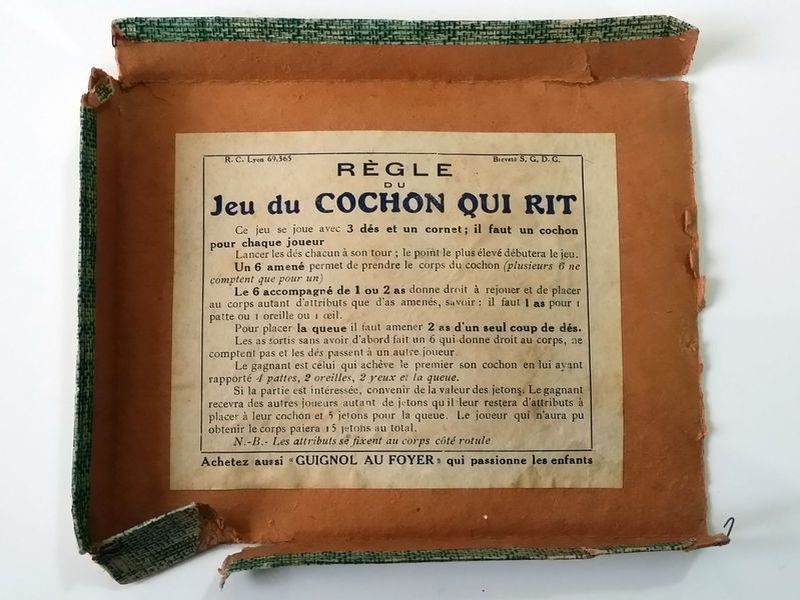 R. C. Lyon 69.565
Brevets S. G. D. G.
RÈGLE
DU
Jeu du COCHON QUI RIT
Ce jeu se joue avec 3 dés et un cornet ; il faut un cochon
pour chaque joueur
Lancer les dés chacun à son tour ; le point le plus élevé débutera le jeu.
Un 6 amené permet de prendre le corps du cochon (plusieurs 6 ne
comptent que pour un)
Le 6 accompagné de 1 ou 2 as donne droit à rejouer et de placer
au corps autant d'attributs que d'as amenés, savoir : il faut 1 as pour 1
patte ou 1 oreille ou 1 œil.
Pour placer la queue il faut amener 2 as d'un seul coup de dés.
Les as sortis sans avoir d'abord fait un 6 qui donne droit au corps, ne
comptent pas et les dés passent à un autre joueur
Le gagnant est celui qui achève le premier son cochon en lui ayant
rapporté 4 pattes, 2 oreilles, 2 yeux et la queue.
Si la partie est intéressée, convenir de la valeur des jetons. Le gagnant
recevra des autres joueurs autant de jetons qu'il leur restera d'attributs à
placer à leur cochon et 5 jetons pour la queue. Le joueur qui n'aura pu
obtenir le corps paiera 15 jetons au total.
N.-B.- Les attributs se fixent au corps côté rotule
Achetez aussi "GUIGNOL AU FOYER" qui passionne les enfants